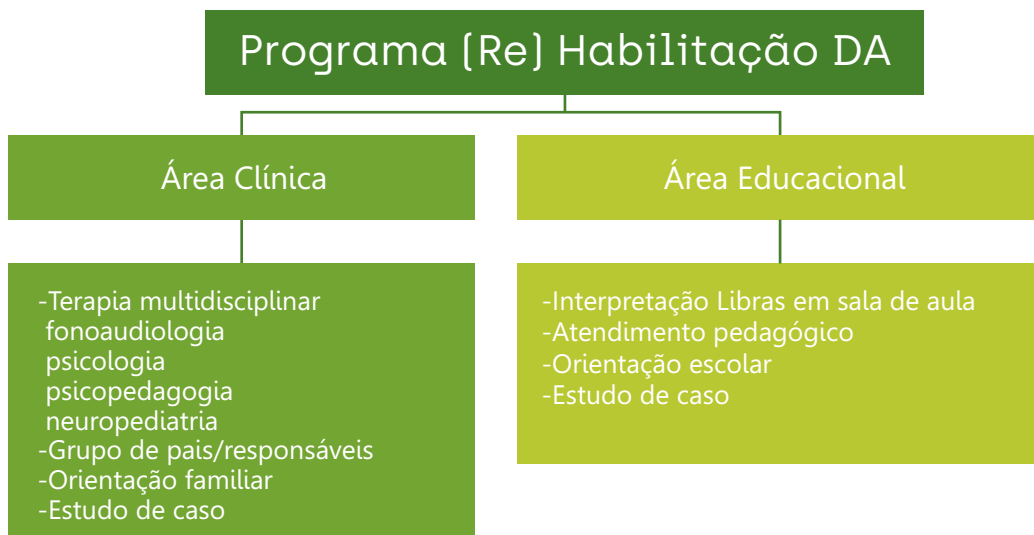 Programa (Re) Habilitação DA
Área Clínica
-Terapia multidisciplinar
fonoaudiologia
psicologia
psicopedagogia
neuropediatria
-Grupo de pais/responsáveis
-Orientação familiar
-Estudo de caso
Área Educacional
-Interpretação Libras em sala de aula
-Atendimento pedagógico
-Orientação escolar
-Estudo de caso